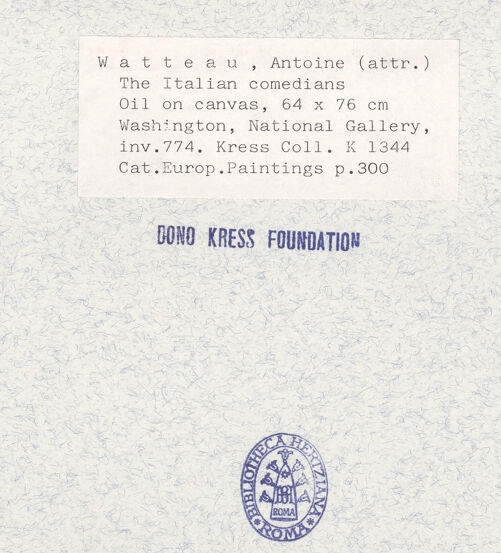 W a t t e a u , Antoine (attr.)
The Italian comedians
Oil on canvas, 64 x 76 cm
Washington, National Gallery,
inv.774. Kress Coll. K 1344
Cat.Europ.Paintings p.300
DONO KRESS FOUNDATION
BIBLIOTHECA HERTZIANA
ROMA
* ROMA *